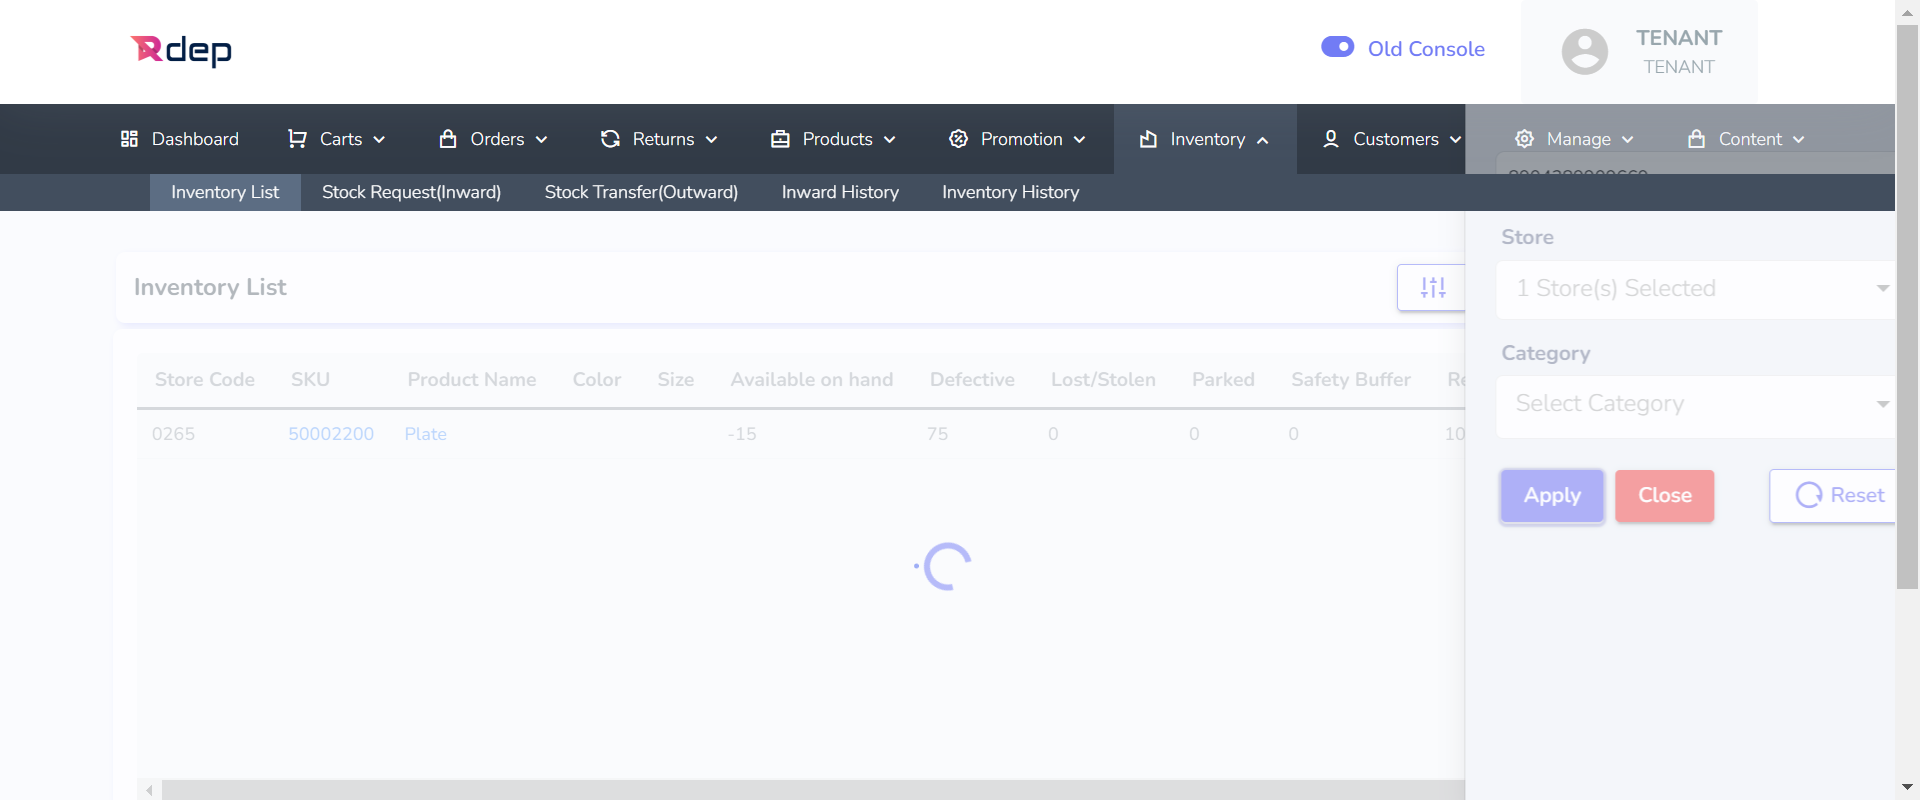 Rdep
Old Console
TENANT
TENANT
Dashboard
Carts
Orders
Returns
Products
Promotion
Inventory
Customers
Manage
Content
Inventory List
Stock Request(Inward)
Stock Transfer(Outward)
Inward History
Inventory History
Store
1 Store(s) Selected
Category
Select Category
Apply
Close
Reset
Inventory List
Store Code SKU Product Name Color Size Available on hand Defective Lost/Stolen Parked Safety Buffer Re
0265 50002200 Plate -15 75 0 0 0 10